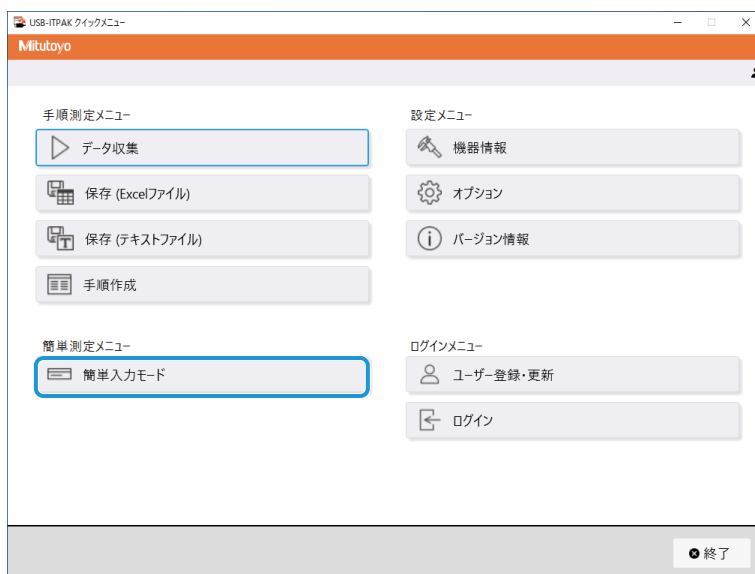 USB-ITPAK クイックメニュー
Mitutoyo
手順測定メニュー
データ収集
保存 (Excelファイル)
保存 (テキストファイル)
手順作成
簡単測定メニュー
簡単入力モード
設定メニュー
機器情報
オプション
バージョン情報
ログインメニュー
ユーザー登録・更新
ログイン
終了